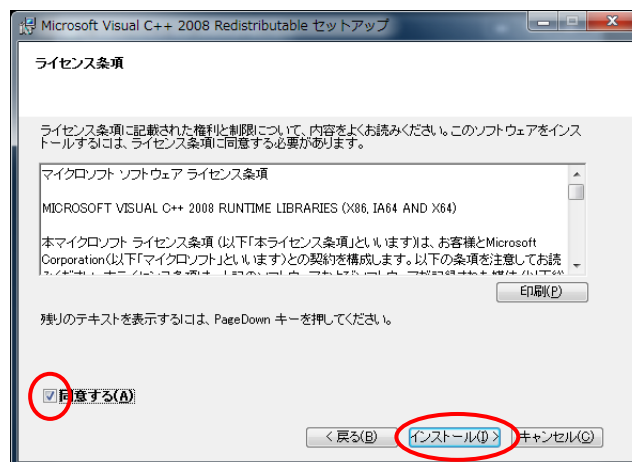 Microsoft Visual C++ 2008 Redistributable セットアップ
ライセンス条項
ライセンス条項に記載された権利と制限について、内容をよくお読みください。このソフトウェアをインス
トールするには、ライセンス条項に同意する必要があります。
マイクロソフト ソフトウェア ライセンス条項
MICROSOFT VISUAL C++ 2008 RUNTIME LIBRARIES (X86, IA64 AND X64)
本マイクロソフト ライセンス条項 (以下「本ライセンス条項」といいます)は、お客様とMicrosoft
Corporation(以下「マイクロソフト」といいます)との契約を構成します。以下の条項を注意してお読
印刷(P)
残りのテキストを表示するには、PageDown キーを押してください。
同意する(A)
< 戻る(B)
インストール(I) >
キャンセル(C)